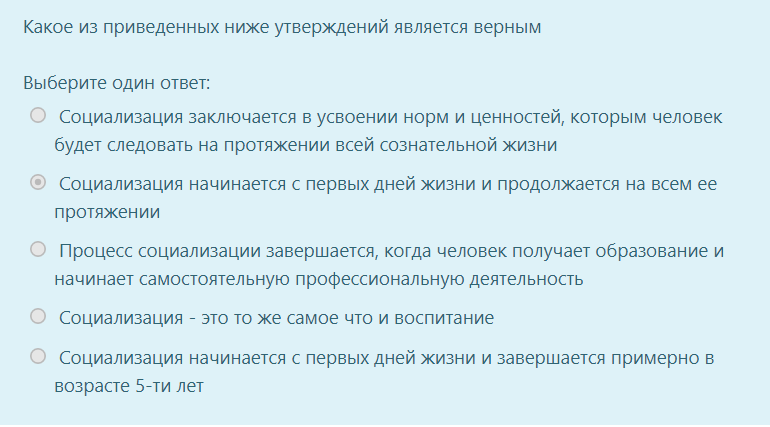 Какое из приведенных ниже утверждений является верным
Выберите один ответ:
Социализация заключается в усвоении норм и ценностей, которым человек
будет следовать на протяжении всей сознательной жизни
Социализация начинается с первых дней жизни и продолжается на всем ее
протяжении
Процесс социализации завершается, когда человек получает образование и
начинает самостоятельную профессиональную деятельность
Социализация - это то же самое что и воспитание
Социализация начинается с первых дней жизни и завершается примерно в
возрасте 5-ти лет